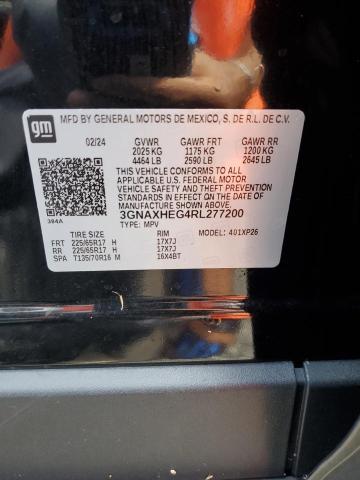 gm
MFD BY GENERAL MOTORS DE MEXICO, S. DE R.L. DE C.V.
02/24 GVWR GAWR FRT GAWR RR
2025 KG 1175 KG 1200 KG
4464 LB 2590 LB 2645 LB
THIS VEHICLE CONFORMS TO ALL
APPLICABLE U.S. FEDERAL MOTOR
VEHICLE SAFETY, BUMPER, AND THEFT
PREVENTION STANDARDS IN EFFECT ON
THE DATE OF MANUFACTURE SHOWN ABOVE.
384A 3GNAXHEG4RL277200
TYPE: MPV
TIRE SIZE RIM MODEL: 401XP26
FRT 225/65R17 H 17X7J
RR 225/65R17 H 17X7J
SPA T135/70R16 M 16X4BT